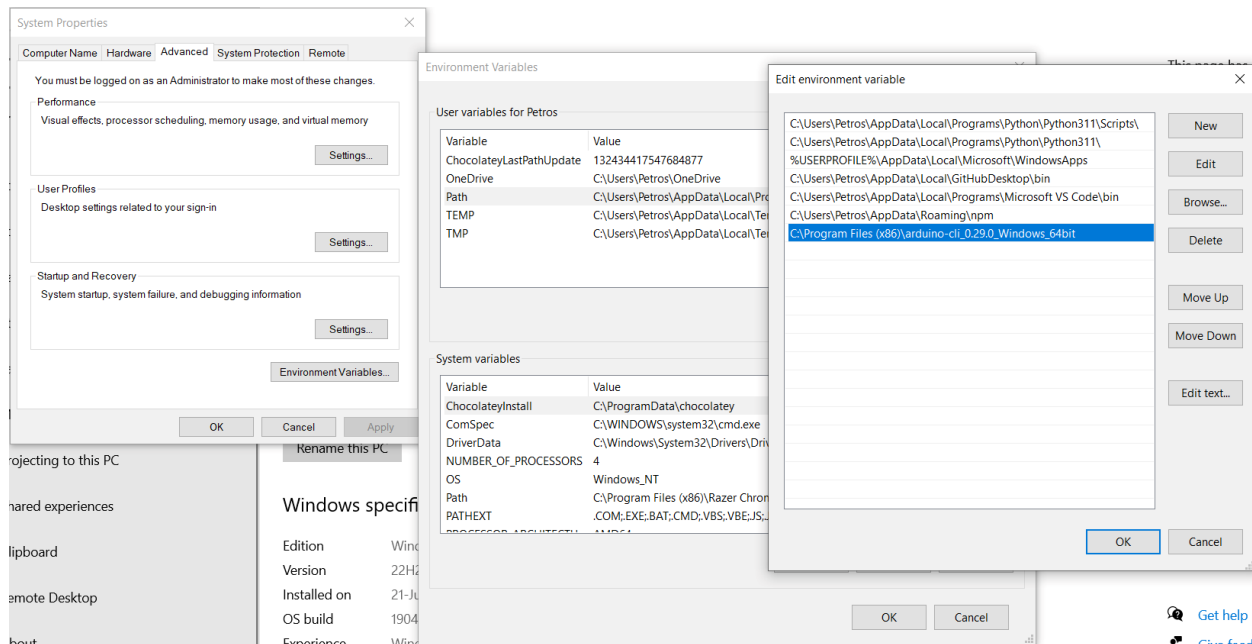 System Properties
Computer Name Hardware Advanced System Protection Remote
You must be logged on as an Administrator to make most of these changes.
Performance
Visual effects, processor scheduling, memory usage, and virtual memory
Settings...
User Profiles
Desktop settings related to your sign-in
Settings...
Startup and Recovery
System startup, system failure, and debugging information
Settings...
Environment Variables...
OK Cancel Apply
rojecting to this PC
hared experiences
lipboard
emote Desktop
bout
Rename this PC
Windows specifi
Edition Wind
Version 22H2
Installed on 21-Ju
OS build 1904
Experience Wind
Environment Variables
User variables for Petros
Variable Value
ChocolateyLastPathUpdate 132434417547684877
OneDrive C:\Users\Petros\OneDrive
Path C:\Users\Petros\AppData\Local\Pro
TEMP C:\Users\Petros\AppData\Local\Te
TMP C:\Users\Petros\AppData\Local\Te
System variables
Variable Value
ChocolateyInstall C:\ProgramData\chocolatey
ComSpec C:\WINDOWS\system32\cmd.exe
DriverData C:\Windows\System32\Drivers\Driv
NUMBER_OF_PROCESSORS 4
OS Windows_NT
Path C:\Program Files (x86)\Razer Chron
PATHEXT .COM;.EXE;.BAT;.CMD;.VBS;.VBE;.JS;.
PROCESSOR_ARCHITECTU AMD64
OK Cancel
This page has
Edit environment variable
C:\Users\Petros\AppData\Local\Programs\Python\Python311\Scripts\
C:\Users\Petros\AppData\Local\Programs\Python\Python311\
%USERPROFILE%\AppData\Local\Microsoft\WindowsApps
C:\Users\Petros\AppData\Local\GitHubDesktop\bin
C:\Users\Petros\AppData\Local\Programs\Microsoft VS Code\bin
C:\Users\Petros\AppData\Roaming\npm
C:\Program Files (x86)\arduino-cli_0.29.0_Windows_64bit
New
Edit
Browse...
Delete
Move Up
Move Down
Edit text...
OK Cancel
Get help
Give feed